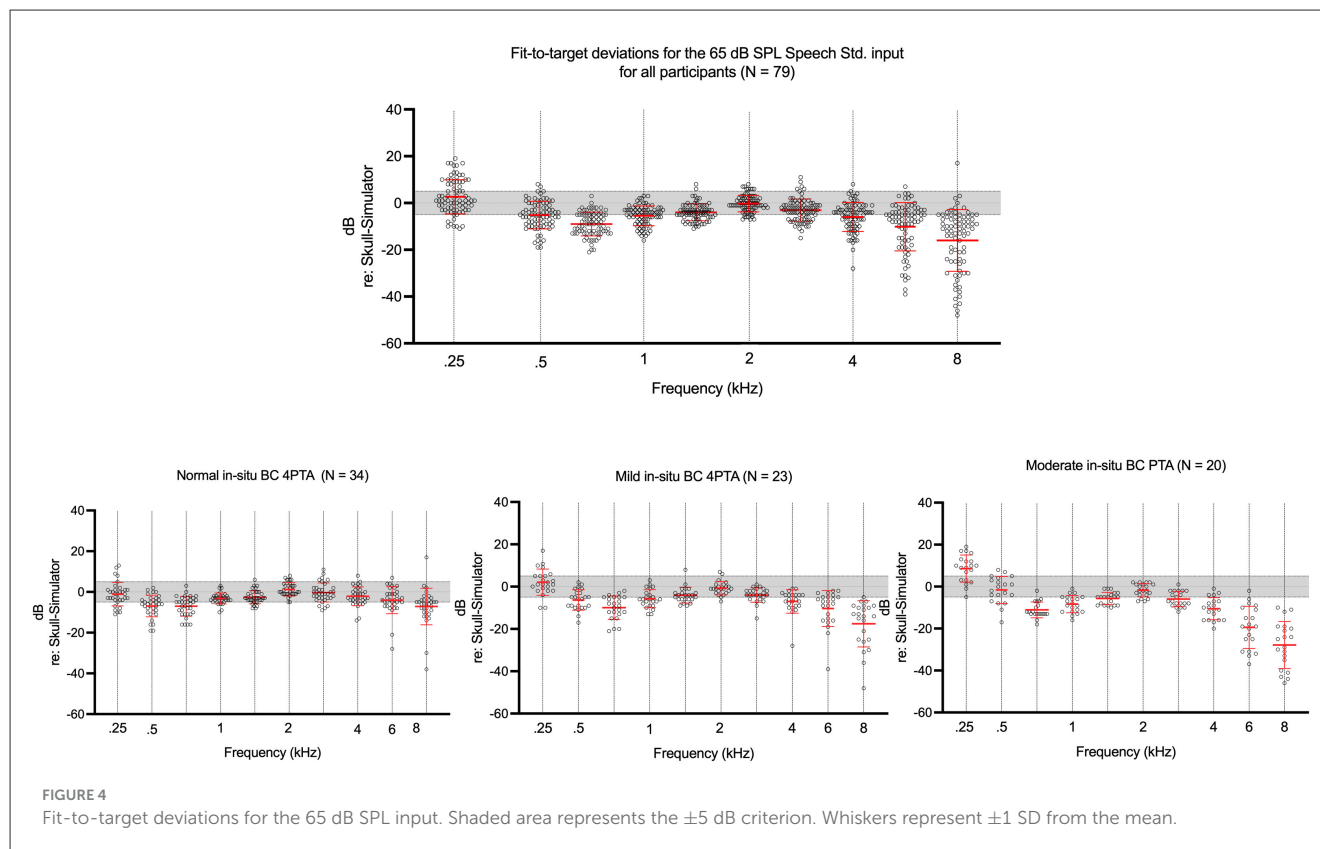 Fit-to-target deviations for the 65 dB SPL Speech Std. input
for all participants (N = 79)
40
20
0
-20
-40
-60
dB
re: Skull-Simulator
.25 .5 1 2 4 8
Frequency (kHz)
Normal in-situ BC 4PTA (N = 34)
40
20
0
-20
-40
-60
dB
re: Skull-Simulator
.25 .5 1 2 4 6 8
Frequency (kHz)
Mild in-situ BC 4PTA (N = 23)
40
20
0
-20
-40
-60
dB
re: Skull-Simulator
.25 .5 1 2 4 6 8
Frequency (kHz)
Moderate in-situ BC PTA (N = 20)
40
20
0
-20
-40
-60
dB
re: Skull-Simulator
.25 .5 1 2 4 6 8
Frequency (kHz)
FIGURE 4
Fit-to-target deviations for the 65 dB SPL input. Shaded area represents the ±5 dB criterion. Whiskers represent ±1 SD from the mean.